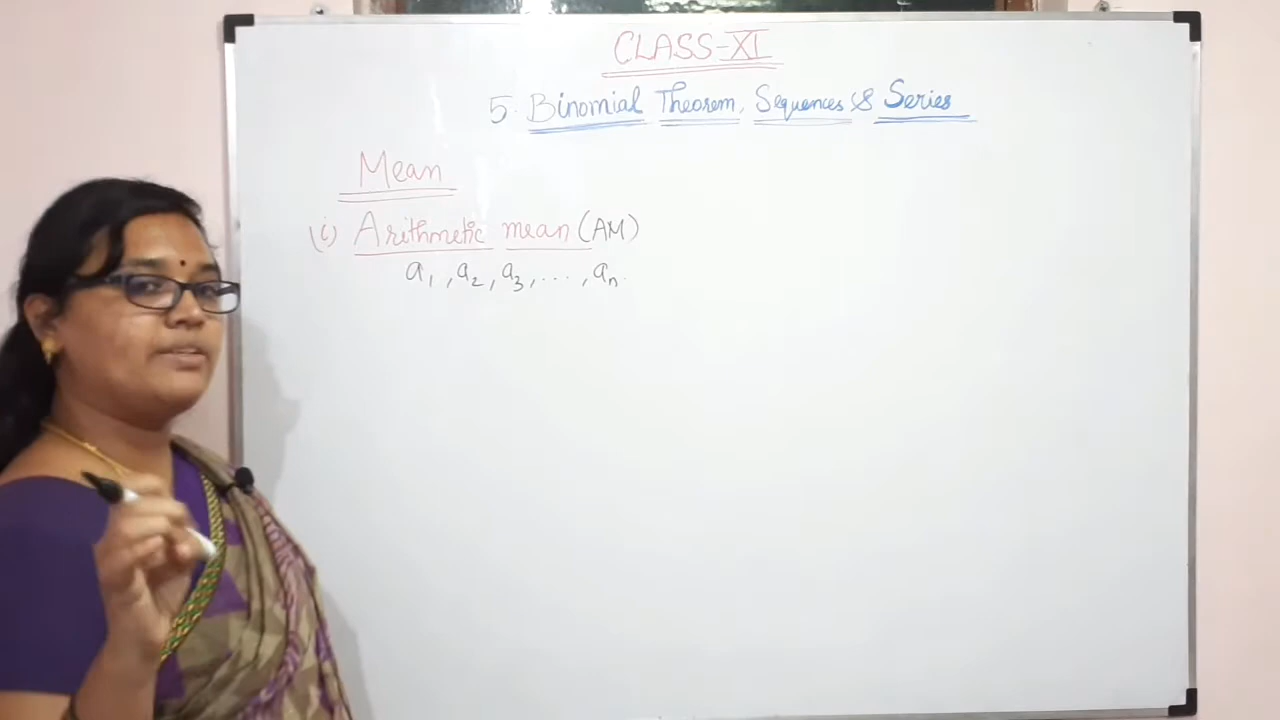 CLASS-XI
5. Binomial Theorem, Sequences & Series
Mean
(i) Arithmetic mean (AM)
a₁, a₂, a₃, ..., aₙ.